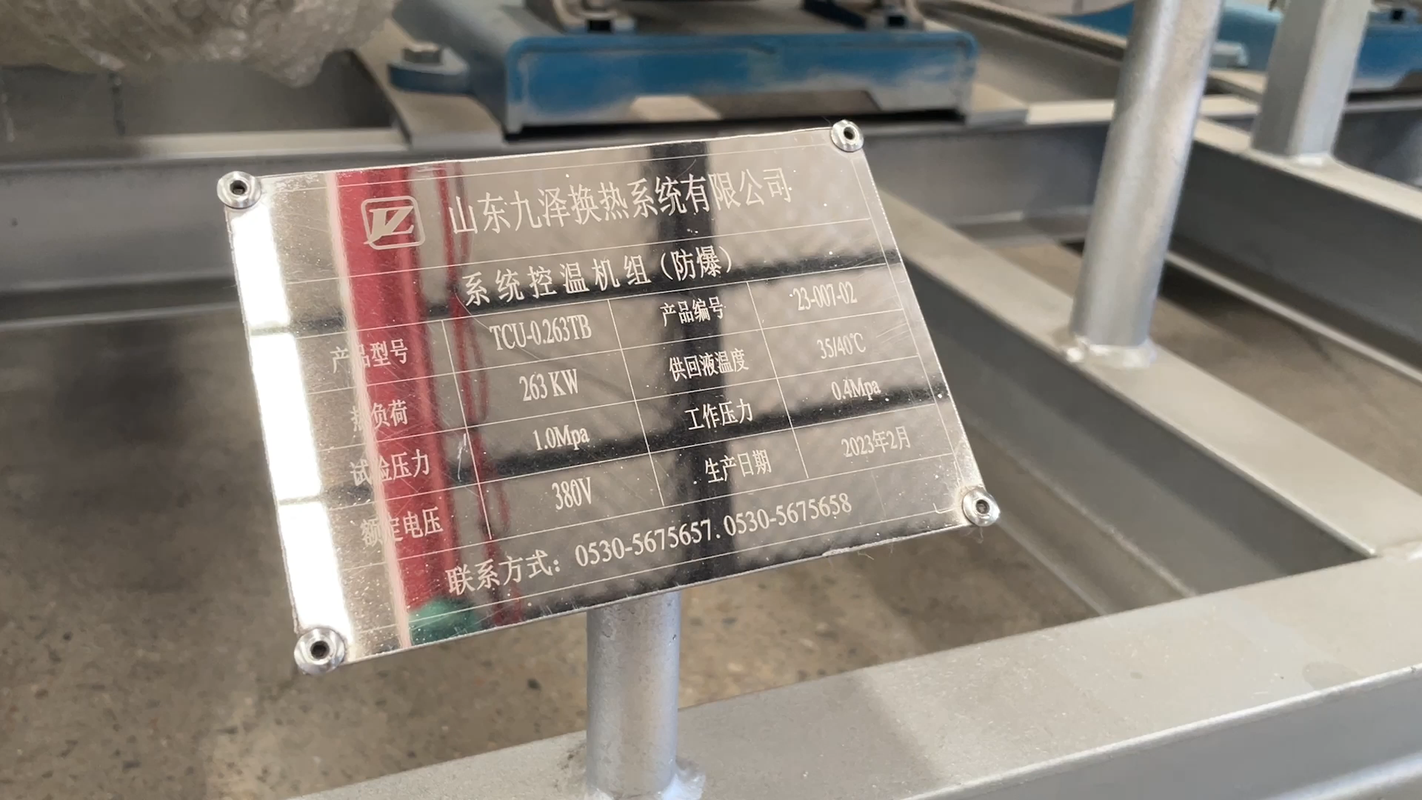 山东九泽换热系统有限公司
系统控温机组（防爆）
产品型号 TCU-0.263TB 产品编号 23-007-02
热负荷 263 KW 供回液温度 35/40℃
试验压力 1.0Mpa 工作压力 0.4Mpa
额定电压 380V 生产日期 2023年2月
联系方式：0530-5675657. 0530-5675658